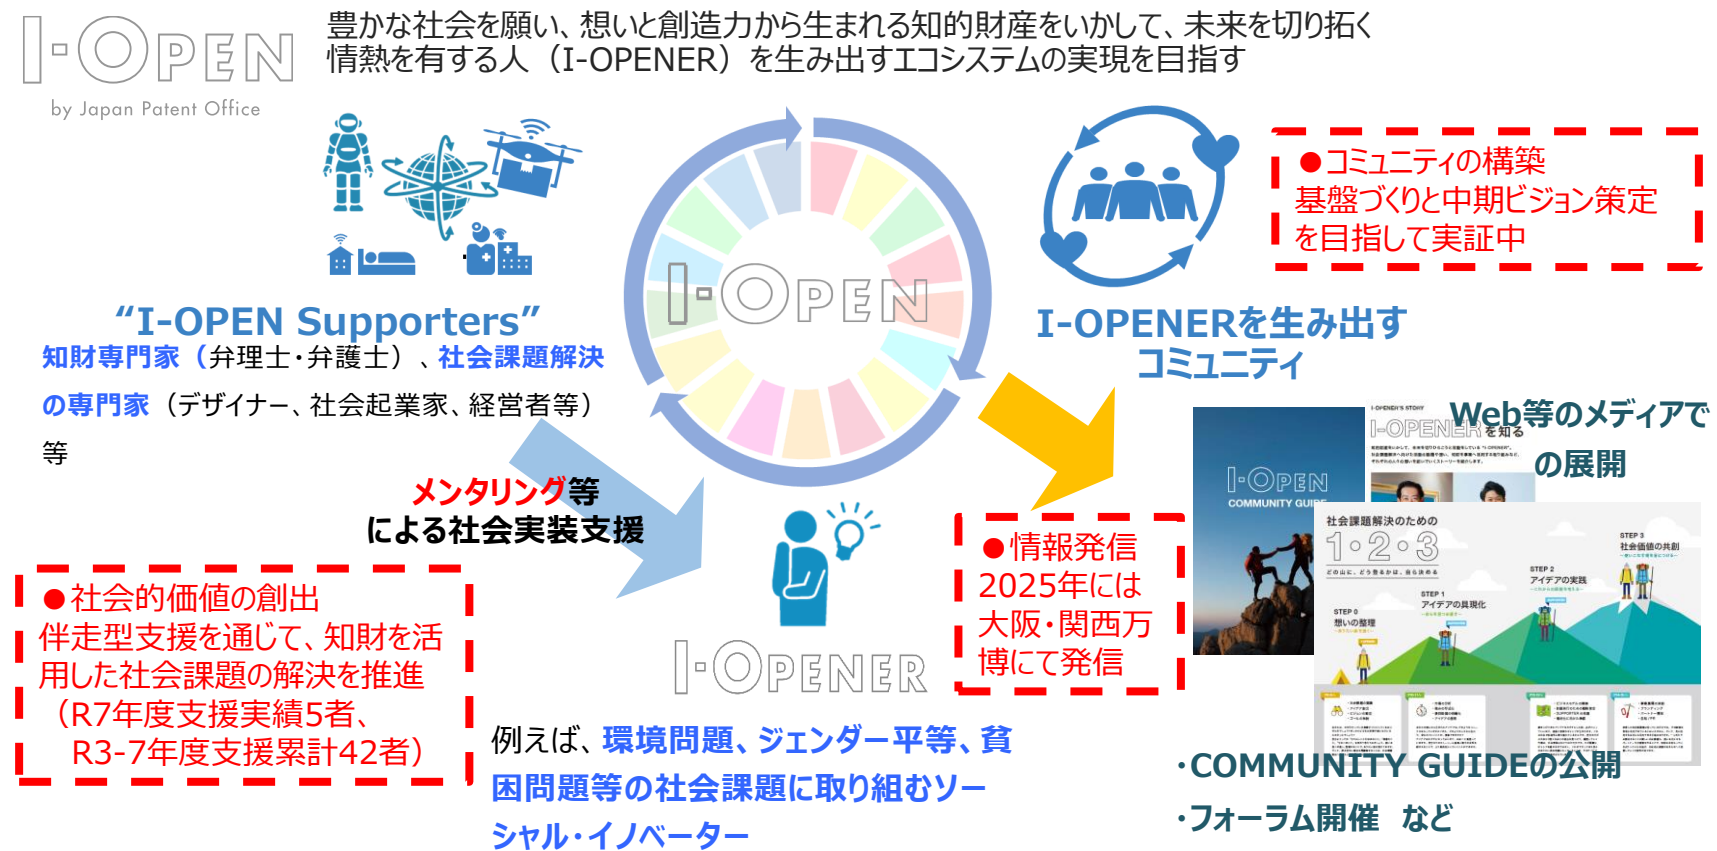 I-OPEN
by Japan Patent Office
豊かな社会を願い、想いと創造力から生まれる知的財産をいかして、未来を切り拓く
情熱を有する人（I-OPENER）を生み出すエコシステムの実現を目指す
“I-OPEN Supporters”
知財専門家（弁理士・弁護士）、社会課題解決
の専門家（デザイナー、社会起業家、経営者等）
等
メンタリング等
による社会実装支援
●社会的価値の創出
伴走型支援を通じて、知財を活
用した社会課題の解決を推進
（R7年度支援実績5者、
R3-7年度支援累計42者）
I-OPEN
I-OPENER
例えば、環境問題、ジェンダー平等、貧
困問題等の社会課題に取り組むソー
シャル・イノベーター
I-OPENERを生み出す
コミュニティ
●コミュニティの構築
基盤づくりと中期ビジョン策定
を目指して実証中
●情報発信
2025年には
大阪・関西万
博にて発信
Web等のメディアで
の展開
I-OPEN
COMMUNITY GUIDE
I-OPENER'S STORY
I-OPENERを知る
社会課題解決のための
1・2・3
どの山に、どう登るかは、自ら決める
STEP 0
想いの整理
STEP 1
アイデアの具現化
STEP 2
アイデアの実践
STEP 3
社会価値の共創
・COMMUNITY GUIDEの公開
・フォーラム開催 など